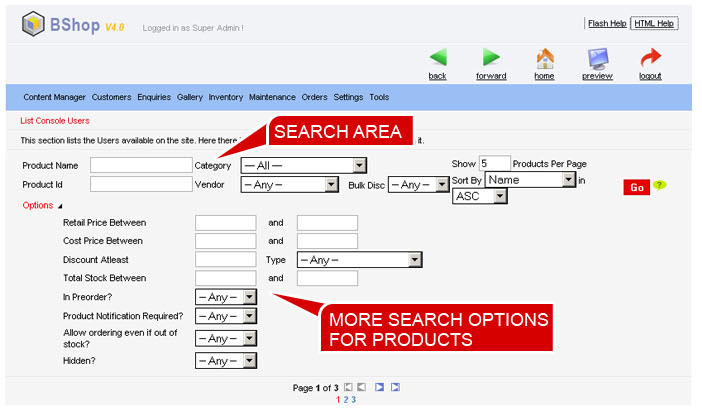 BShop V4.0
Logged in as Super Admin !
Flash Help HTML Help
back forward home preview logout
Content Manager Customers Enquiries Gallery Inventory Maintenance Orders Settings Tools
List Console Users
This section lists the Users available on the site. Here there it.
SEARCH AREA
Product Name Category -- All -- Show 5 Products Per Page
Product Id Vendor -- Any -- Bulk Disc -- Any -- Sort By Name in
ASC Go ?
Options
Retail Price Between and
Cost Price Between and
Discount Atleast Type -- Any --
Total Stock Between and
In Preorder? -- Any --
Product Notification Required? -- Any --
Allow ordering even if out of
stock? -- Any --
Hidden? -- Any --
MORE SEARCH OPTIONS
FOR PRODUCTS
Page 1 of 3
1 2 3